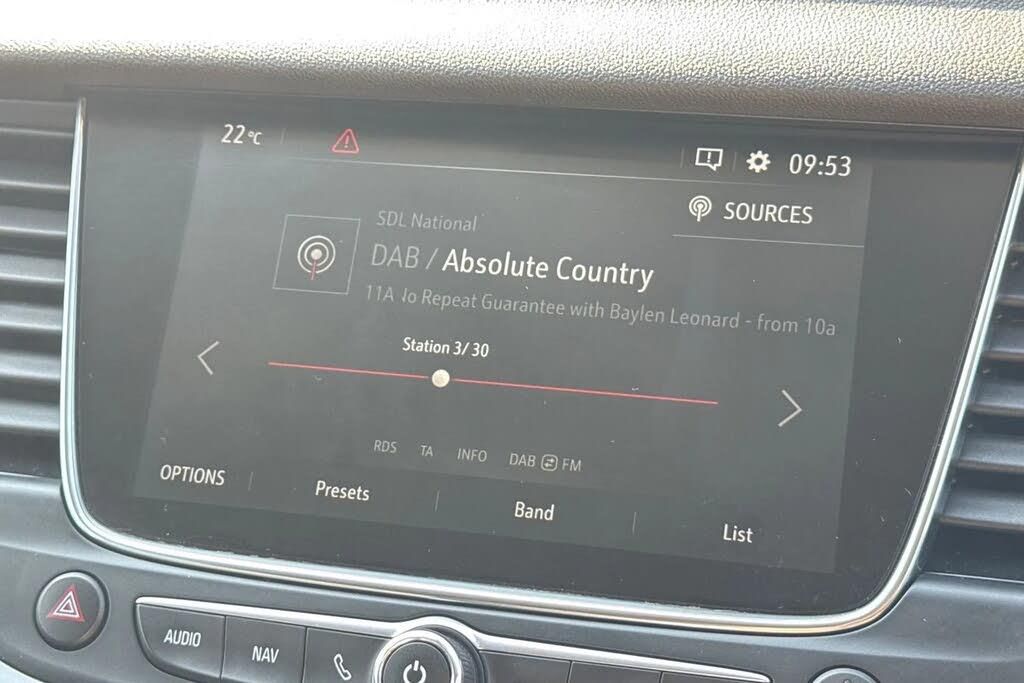 22°C
09:53
SOURCES
SDL National
DAB / Absolute Country
11A No Repeat Guarantee with Baylen Leonard - from 10a
Station 3/30
RDS TA INFO DAB FM
OPTIONS Presets Band List
AUDIO NAV